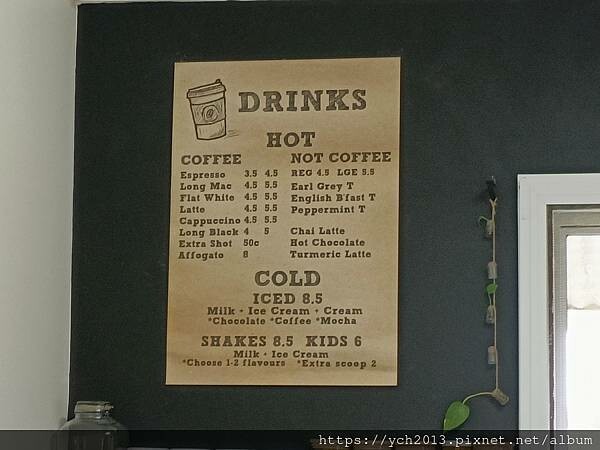 DRINKS
HOT
COFFEE
Espresso 3.5 4.5
Long Mac 4.5 5.5
Flat White 4.5 5.5
Latte 4.5 5.5
Cappuccino 4.5 5.5
Long Black 4 5
Extra Shot 50c
Affogato 8
NOT COFFEE
REG 4.5 LGE 5.5
Earl Grey T
English B'fast T
Peppermint T
Chai Latte
Hot Chocolate
Turmeric Latte
COLD
ICED 8.5
Milk + Ice Cream + Cream
*Chocolate *Coffee *Mocha
SHAKES 8.5 KIDS 6
Milk + Ice Cream
*Choose 1-2 flavours *Extra scoop 2
https://ych2013.pixnet.net/album